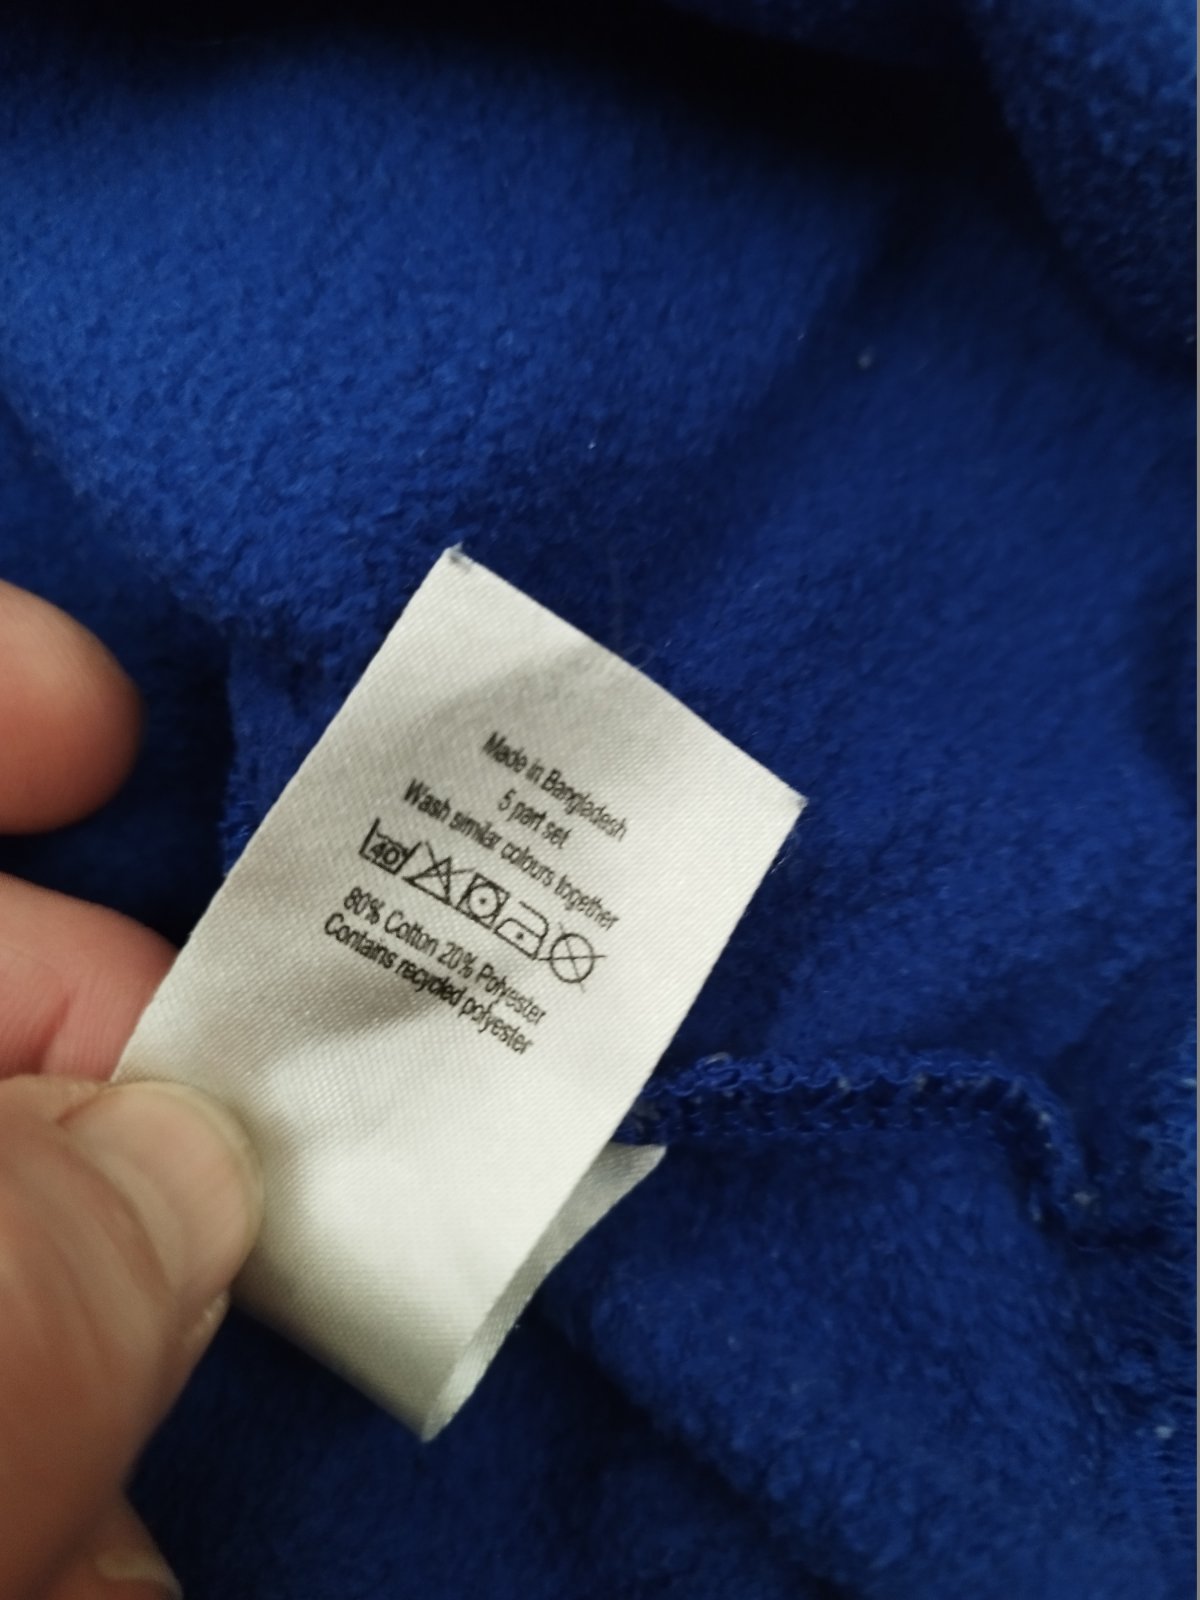 Made in Bangladesh
5 part set
Wash similar colours together
40
80% Cotton 20% Polyester
Contains recycled polyester